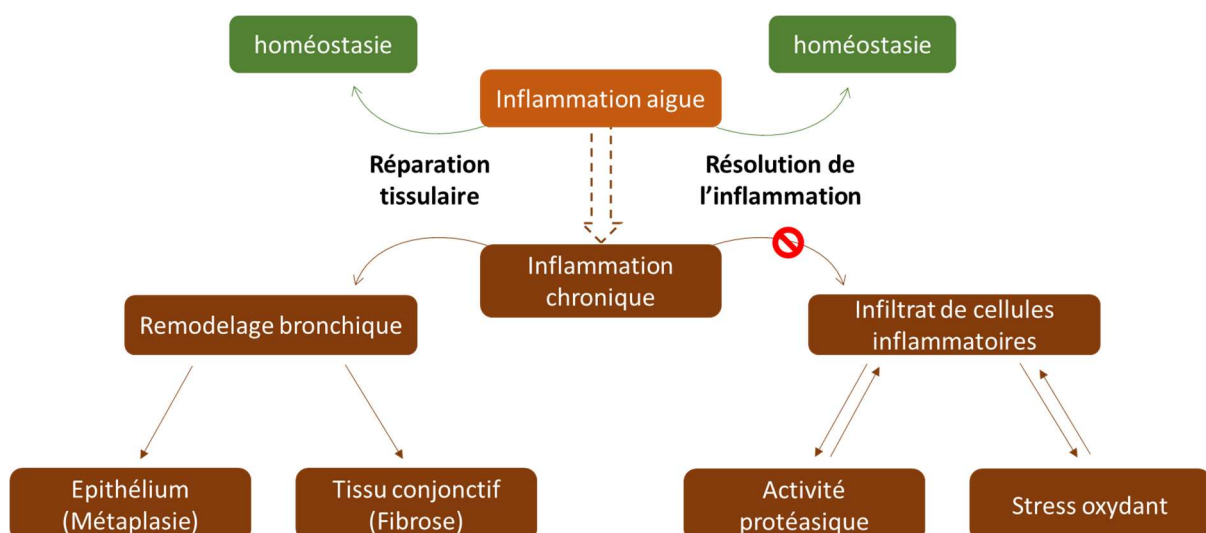 homéostasie
homéostasie
Inflammation aigue
Réparation
tissulaire
Résolution de
l’inflammation
Inflammation
chronique
Remodelage bronchique
Infiltrat de cellules
inflammatoires
Epithélium
(Métaplasie)
Tissu conjonctif
(Fibrose)
Activité
protéasique
Stress oxydant